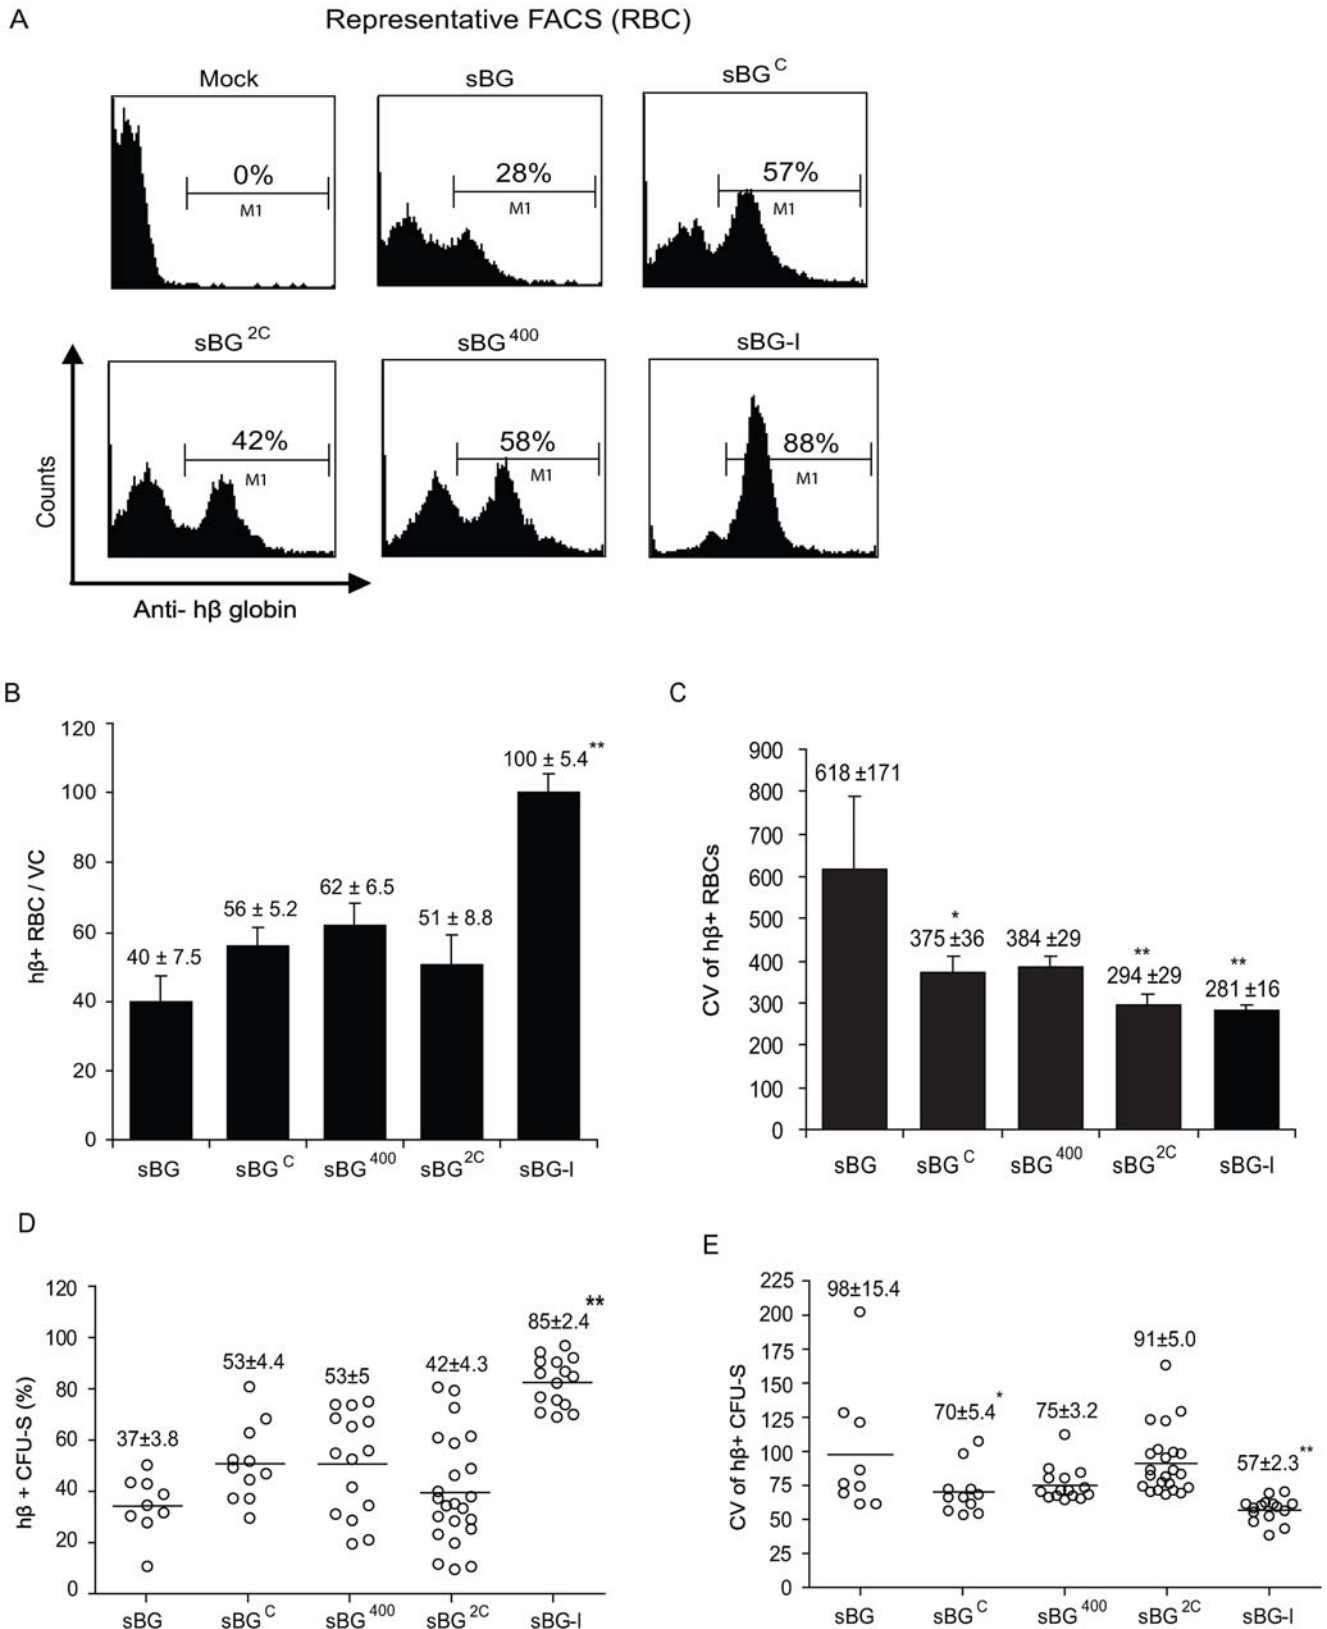 A
Representative FACS (RBC)
Mock
sBG
sBG C
0%
M1
28%
M1
57%
M1
sBG 2C
sBG 400
sBG-I
42%
M1
58%
M1
88%
M1
Counts
Anti- hβ globin
B
hβ+ RBC / VC
120
100
80
60
40
20
0
40 ± 7.5
56 ± 5.2
62 ± 6.5
51 ± 8.8
100 ± 5.4 **
sBG
sBG C
sBG 400
sBG 2C
sBG-I
C
CV of hβ+ RBCs
900
800
700
600
500
400
300
200
100
0
618 ±171
*
375 ±36
384 ±29
**
294 ±29
**
281 ±16
sBG
sBG C
sBG 400
sBG 2C
sBG-I
D
hβ + CFU-S (%)
120
100
80
60
40
20
0
37±3.8
53±4.4
53±5
42±4.3
85±2.4 **
sBG
sBG C
sBG 400
sBG 2C
sBG-I
E
CV of hβ+ CFU-S
225
200
175
150
125
100
75
50
25
0
98±15.4
70±5.4 *
75±3.2
91±5.0
57±2.3 **
sBG
sBG C
sBG 400
sBG 2C
sBG-I